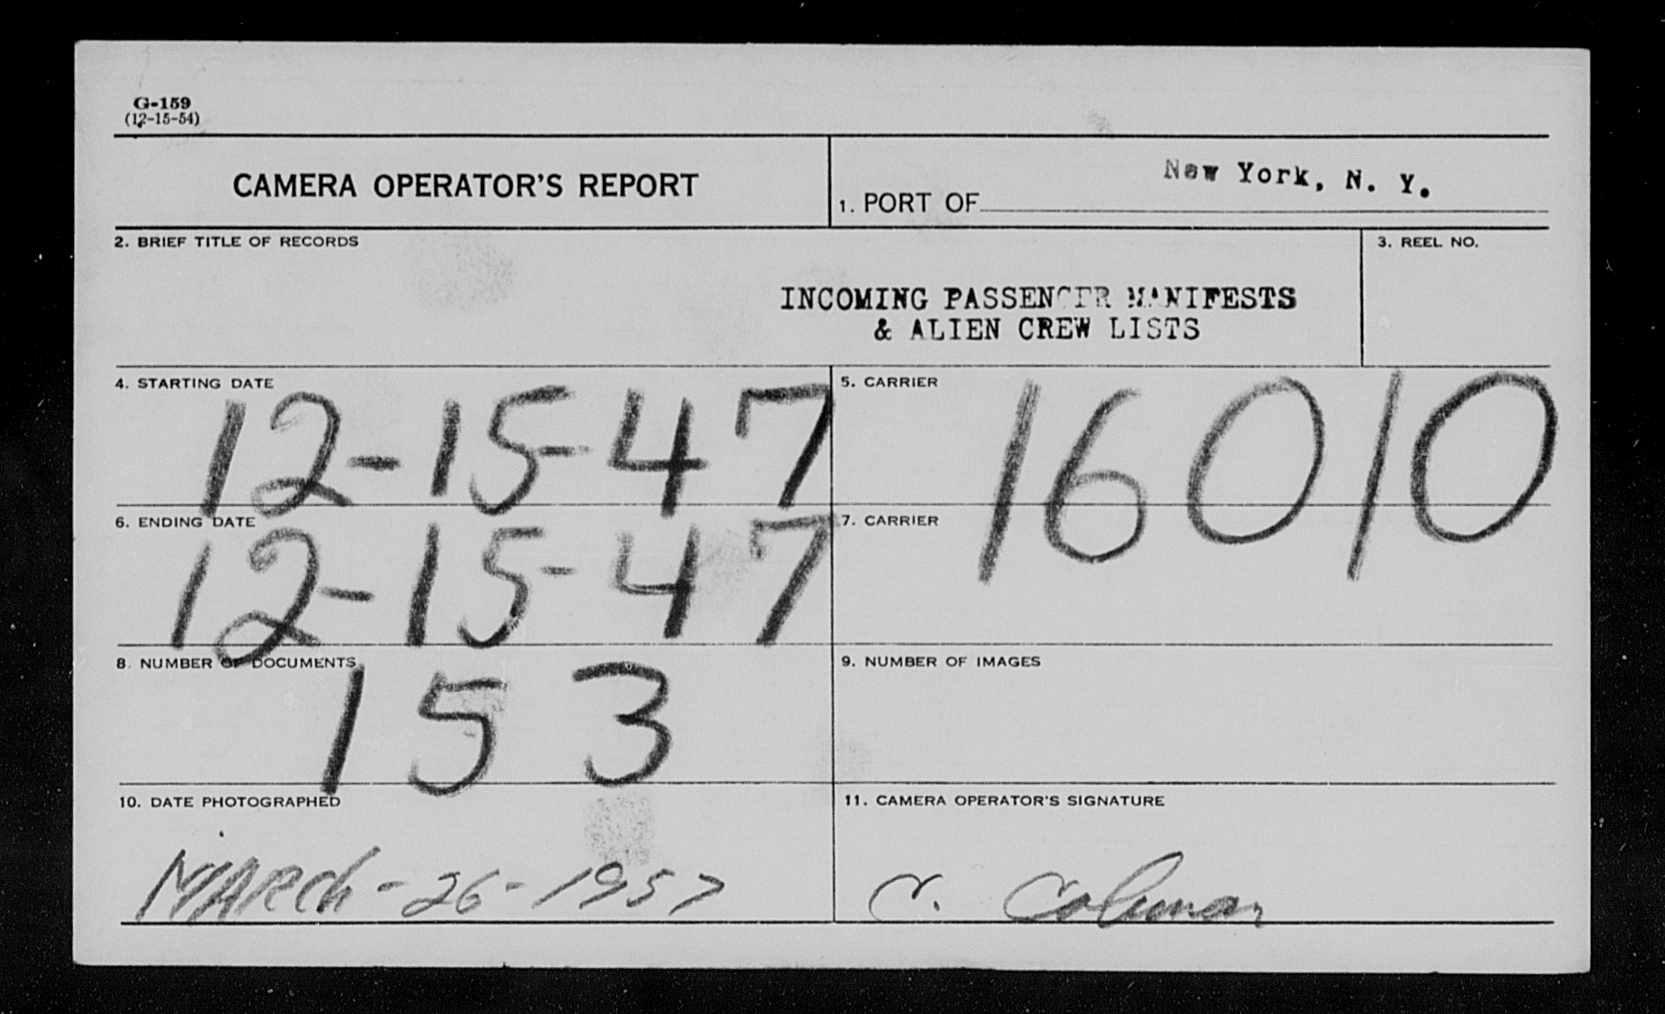 G-159
(12-15-54)
CAMERA OPERATOR'S REPORT
1. PORT OF New York, N. Y.
2. BRIEF TITLE OF RECORDS
3. REEL NO.
INCOMING PASSENGER MANIFESTS
& ALIEN CREW LISTS
4. STARTING DATE
12-15-47
5. CARRIER
16010
6. ENDING DATE
12-15-47
7. CARRIER
8. NUMBER OF DOCUMENTS
153
9. NUMBER OF IMAGES
10. DATE PHOTOGRAPHED
MARCh-26-1957
11. CAMERA OPERATOR'S SIGNATURE